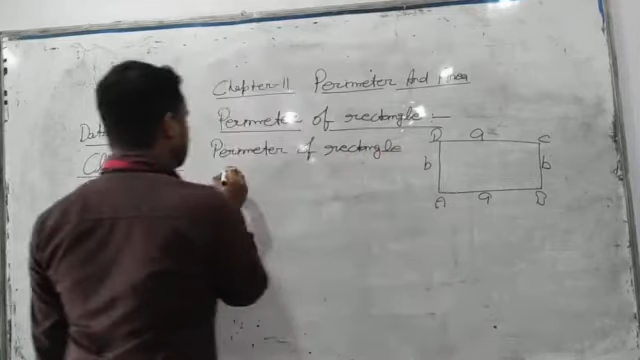 Chapter-11 Perimeter And Area
Perimeter of rectangle :-
Perimeter of rectangle
D a C
b b
A a B